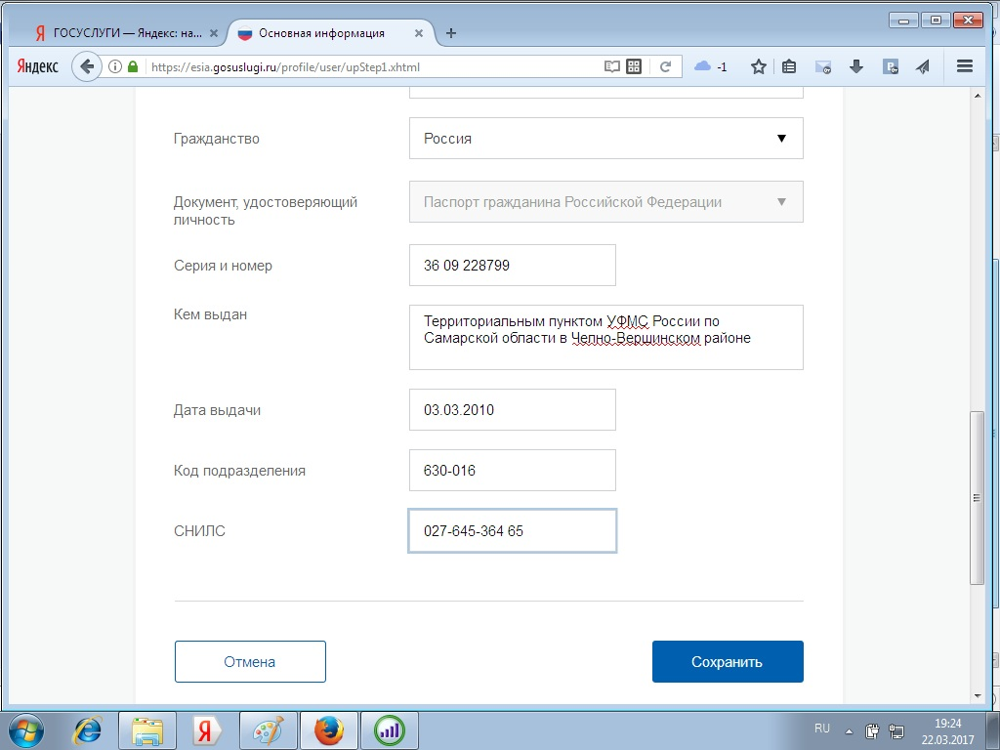 ГОСУСЛУГИ — Яндекс: на...
Основная информация
Яндекс
https://esia.gosuslugi.ru/profile/user/upStep1.xhtml
-1
Гражданство
Россия
Документ, удостоверяющий
личность
Паспорт гражданина Российской Федерации
Серия и номер
36 09 228799
Кем выдан
Территориальным пунктом УФМС России по
Самарской области в Челно-Вершинском районе
Дата выдачи
03.03.2010
Код подразделения
630-016
СНИЛС
027-645-364 65
Отмена
Сохранить
RU
19:24
22.03.2017